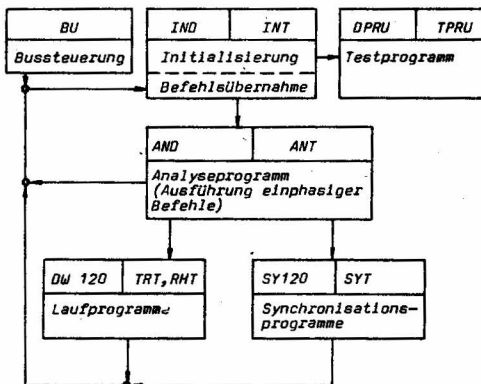 BU
Bussteuerung
IND INT
Initialisierung
Befehlsübernahme
DPRU TPRU
Testprogramm
AND ANT
Analyseprogramm
(Ausführung einphasiger
Befehle)
DW 120 TRT, RHT
Laufprogramme
SY120 SYT
Synchronisations-
programme